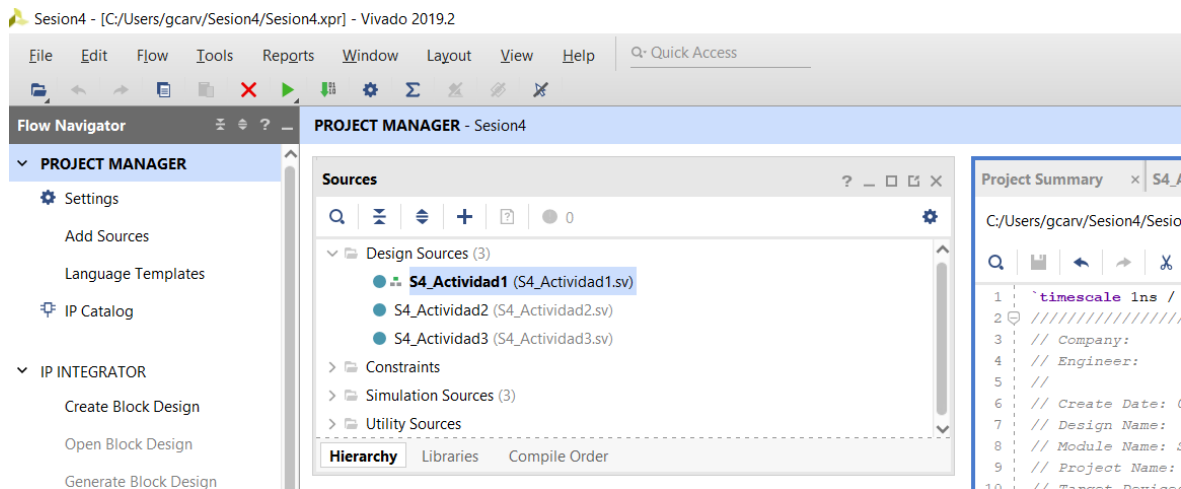 Sesion4 - [C:/Users/gcarv/Sesion4/Sesion4.xpr] - Vivado 2019.2
File Edit Flow Tools Reports Window Layout View Help Quick Access
Flow Navigator
PROJECT MANAGER - Sesion4
PROJECT MANAGER
Settings
Add Sources
Language Templates
IP Catalog
IP INTEGRATOR
Create Block Design
Open Block Design
Generate Block Design
Sources
0
Design Sources (3)
S4_Actividad1 (S4_Actividad1.sv)
S4_Actividad2 (S4_Actividad2.sv)
S4_Actividad3 (S4_Actividad3.sv)
Constraints
Simulation Sources (3)
Utility Sources
Hierarchy Libraries Compile Order
Project Summary
C:/Users/gcarv/Sesion4/Sesio
1 `timescale 1ns /
2 /////////////////
3 // Company:
4 // Engineer:
5 //
6 // Create Date:
7 // Design Name:
8 // Module Name:
9 // Project Name: